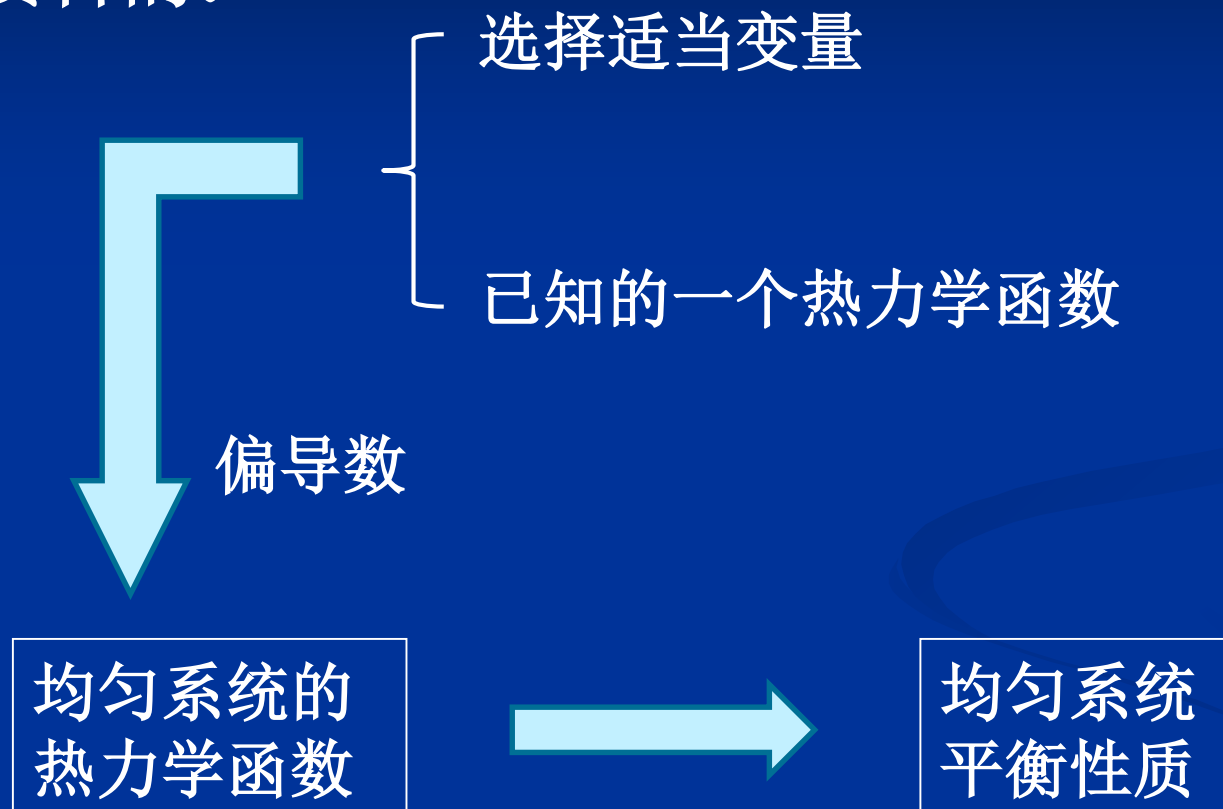 选择适当变量
已知的一个热力学函数
偏导数
均匀系统的
热力学函数
均匀系统
平衡性质